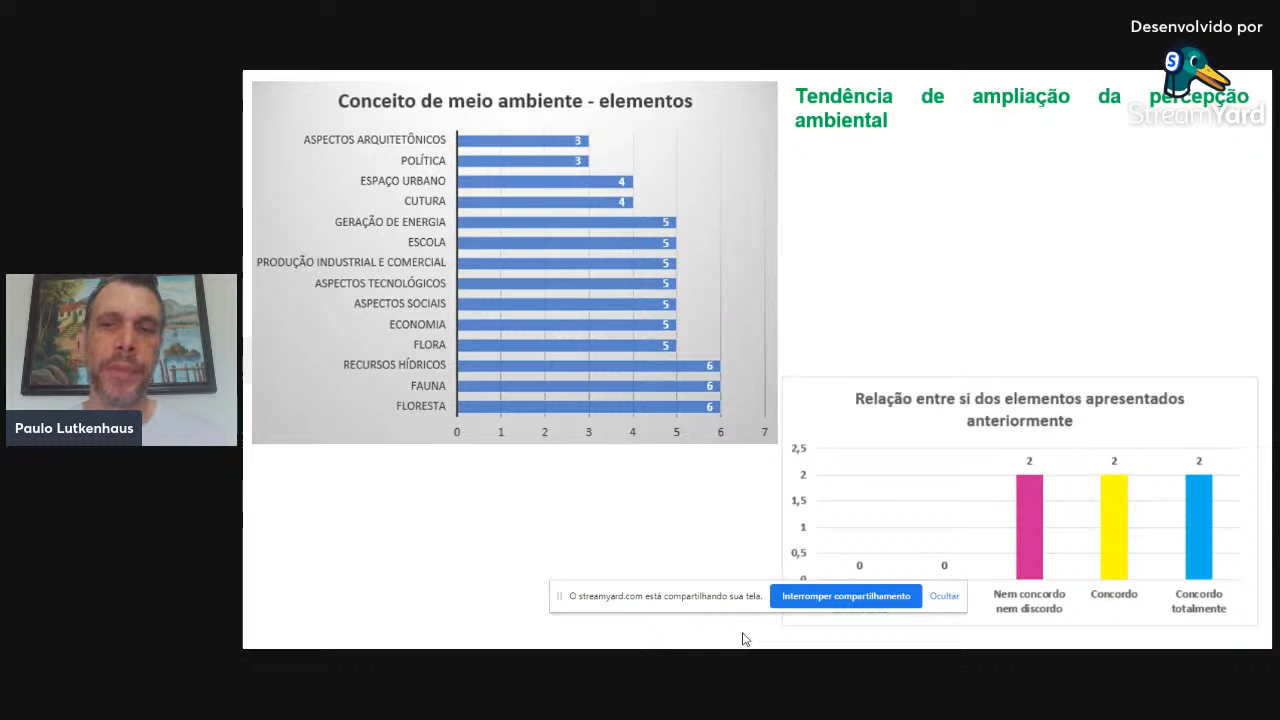 Desenvolvido por
StreamYard
Conceito de meio ambiente - elementos
ASPECTOS ARQUITETÔNICOS 3
POLÍTICA 3
ESPAÇO URBANO 4
CUTURA 4
GERAÇÃO DE ENERGIA 5
ESCOLA 5
PRODUÇÃO INDUSTRIAL E COMERCIAL 5
ASPECTOS TECNOLÓGICOS 5
ASPECTOS SOCIAIS 5
ECONOMIA 5
FLORA 5
RECURSOS HÍDRICOS 6
FAUNA 6
FLORESTA 6
0 1 2 3 4 5 6 7
Tendência de ampliação da percepção
ambiental
Relação entre si dos elementos apresentados
anteriormente
2,5
2
1,5
1
0,5
0
0 0 2 2 2
Nem concordo
nem discordo
Concordo
Concordo
totalmente
O streamyard.com está compartilhando sua tela. Interromper compartilhamento Ocultar
Paulo Lutkenhaus